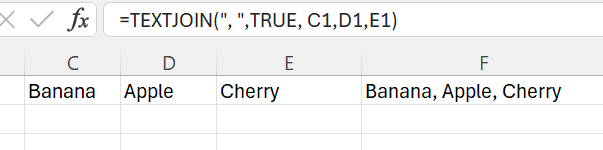 fx =TEXTJOIN(", ",TRUE, C1,D1,E1)
C D E F
Banana Apple Cherry Banana, Apple, Cherry